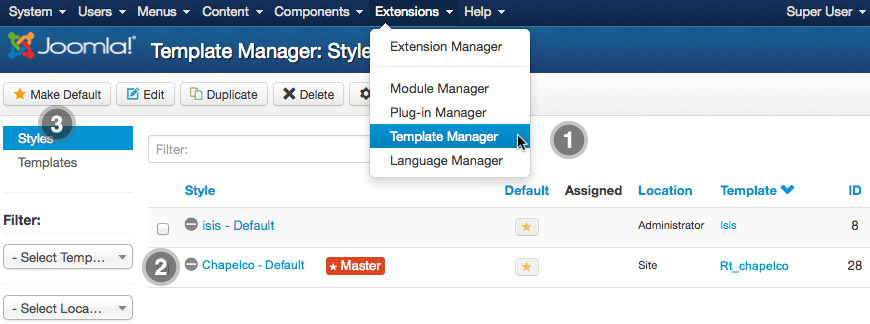 System Users Menus Content Components Extensions Help Super User
Joomla! Template Manager: Style
Extension Manager
Module Manager
Plug-in Manager
Template Manager
Language Manager
Make Default Edit Duplicate Delete
3
1
Styles
Templates
Filter:
Style Default Assigned Location Template ID
isis - Default Administrator Isis 8
Filter:
2
Chapelco - Default Master Site Rt_chapelco 28
- Select Temp...
- Select Loca...